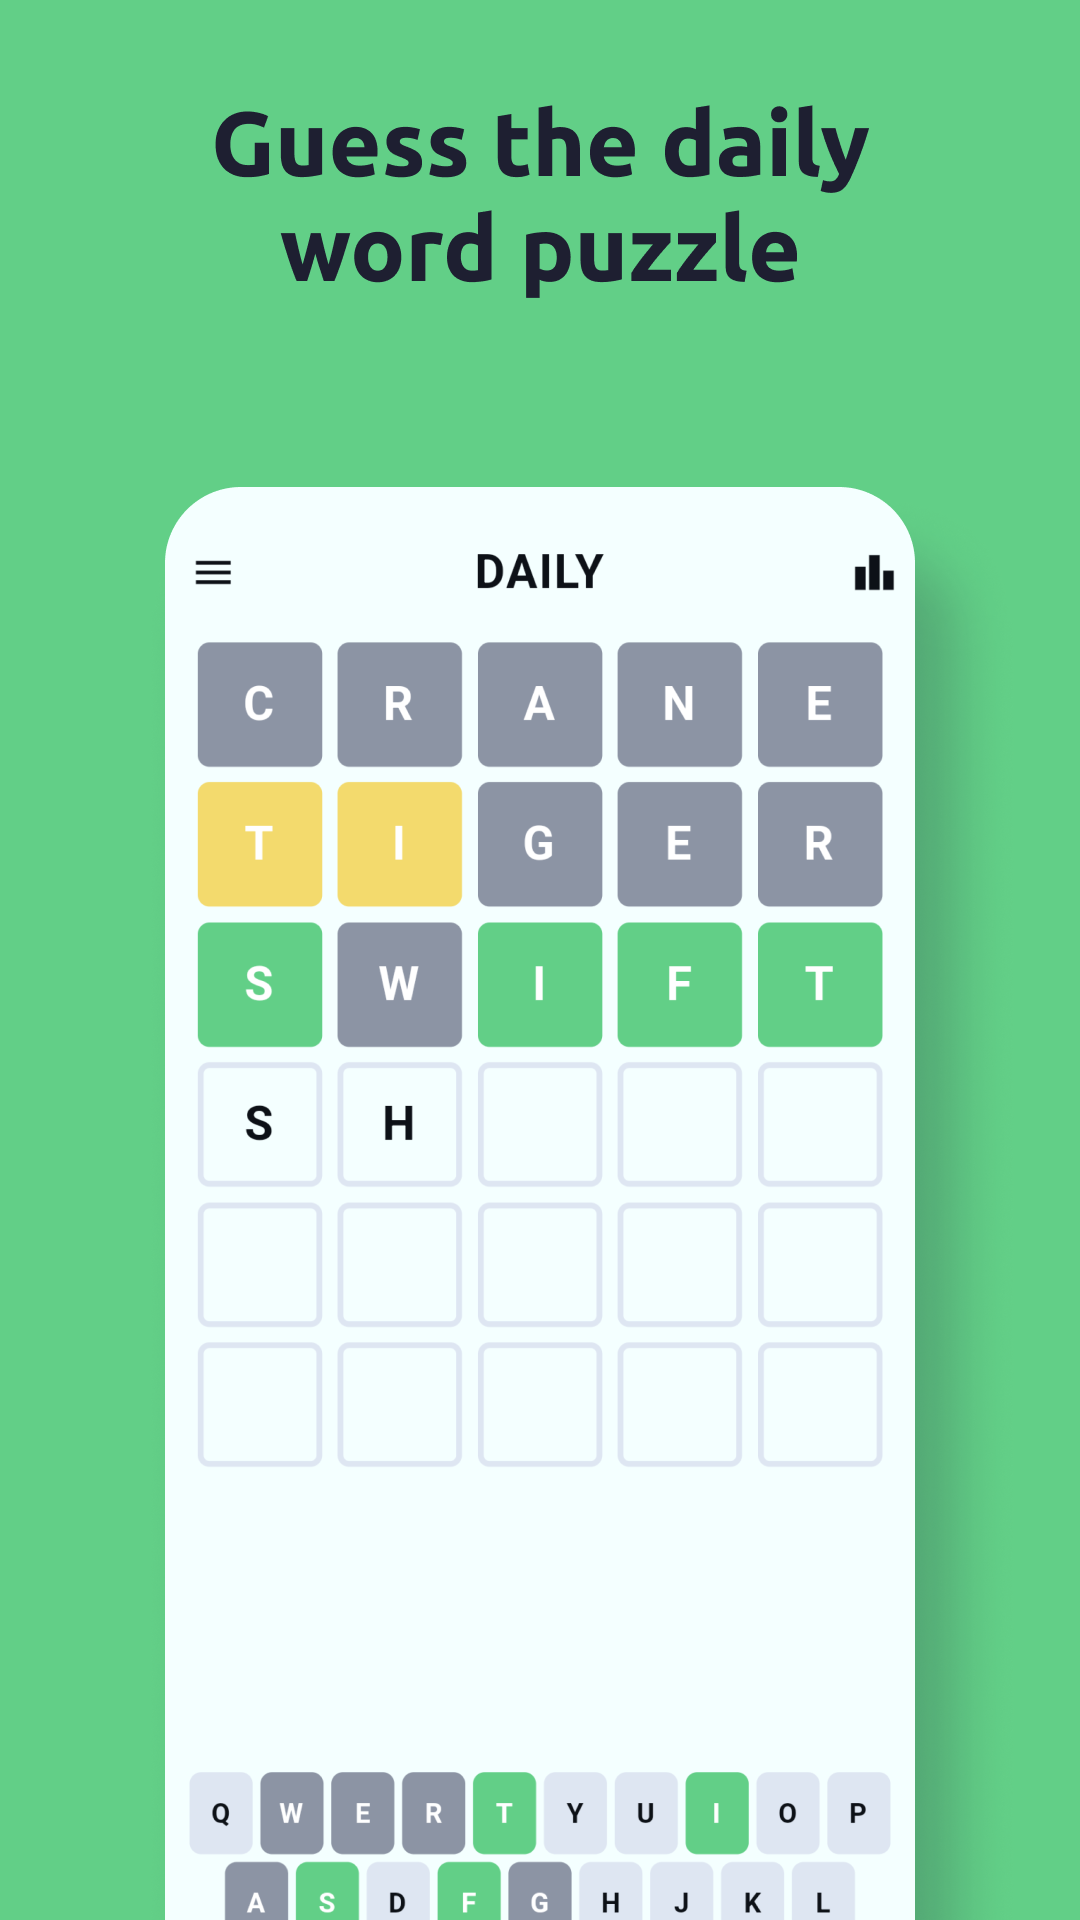 Guess the daily
word puzzle
DAILY
C R A N E
T I G E R
S W I F T
S H
Q W E R T Y U I O P
A S D F G H J K L